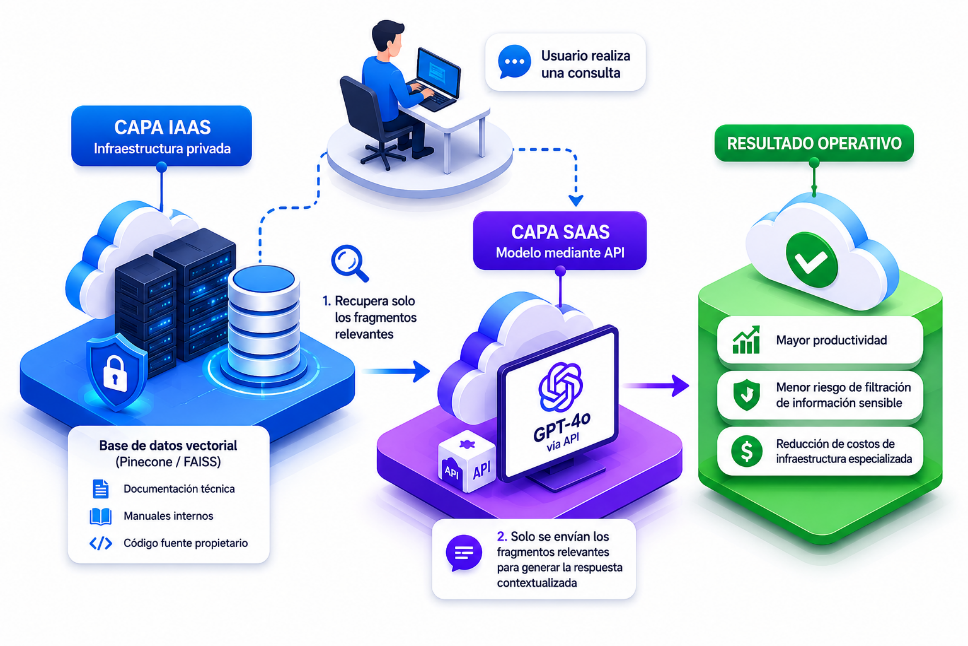 Usuario realiza
una consulta
CAPA IAAS
Infraestructura privada
RESULTADO OPERATIVO
CAPA SAAS
Modelo mediante API
1. Recupera solo
los fragmentos
relevantes
GPT-4o
via API
API
API
Mayor productividad
Menor riesgo de filtración
de información sensible
$
Reducción de costos de
infraestructura especializada
Base de datos vectorial
(Pinecone / FAISS)
Documentación técnica
Manuales internos
</> Código fuente propietario
2. Solo se envían los
fragmentos relevantes
para generar la respuesta
contextualizada